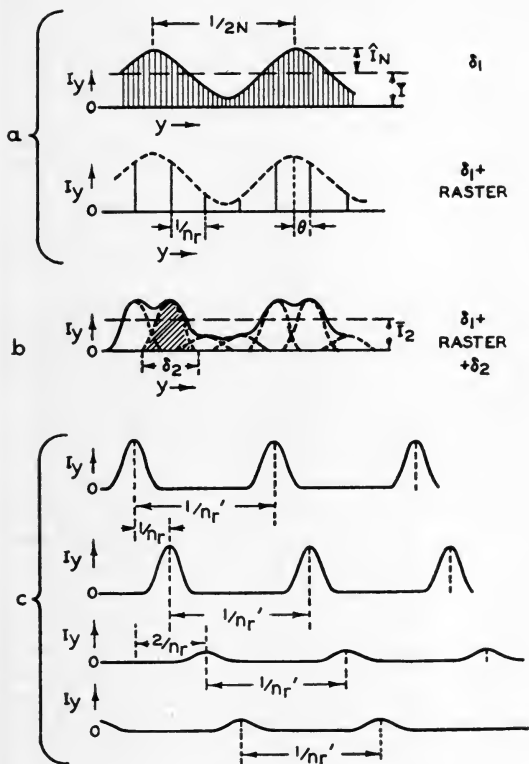 1/2N
Î_N
I_y
Ī
0
y
δ₁
a
I_y
0
1/n_r
θ
y
δ₁+
RASTER
b
I_y
0
Ī₂
δ₂
y
δ₁+
RASTER
+δ₂
c
I_y
0
1/n_r'
1/n_r
I_y
0
1/n_r'
I_y
0
2/n_r
1/n_r'
I_y
0
1/n_r'